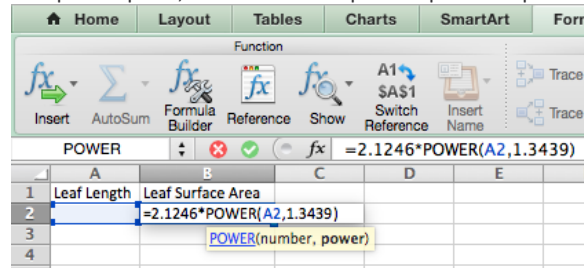 Home Layout Tables Charts SmartArt For
Function
Insert AutoSum Formula Builder Reference Show Switch Reference Insert Name Trace
A1
$A$1
Trace
POWER fx =2.1246*POWER(A2,1.3439)
A B C D E
1 Leaf Length Leaf Surface Area
2 =2.1246*POWER(A2,1.3439)
3 POWER(number, power)
4